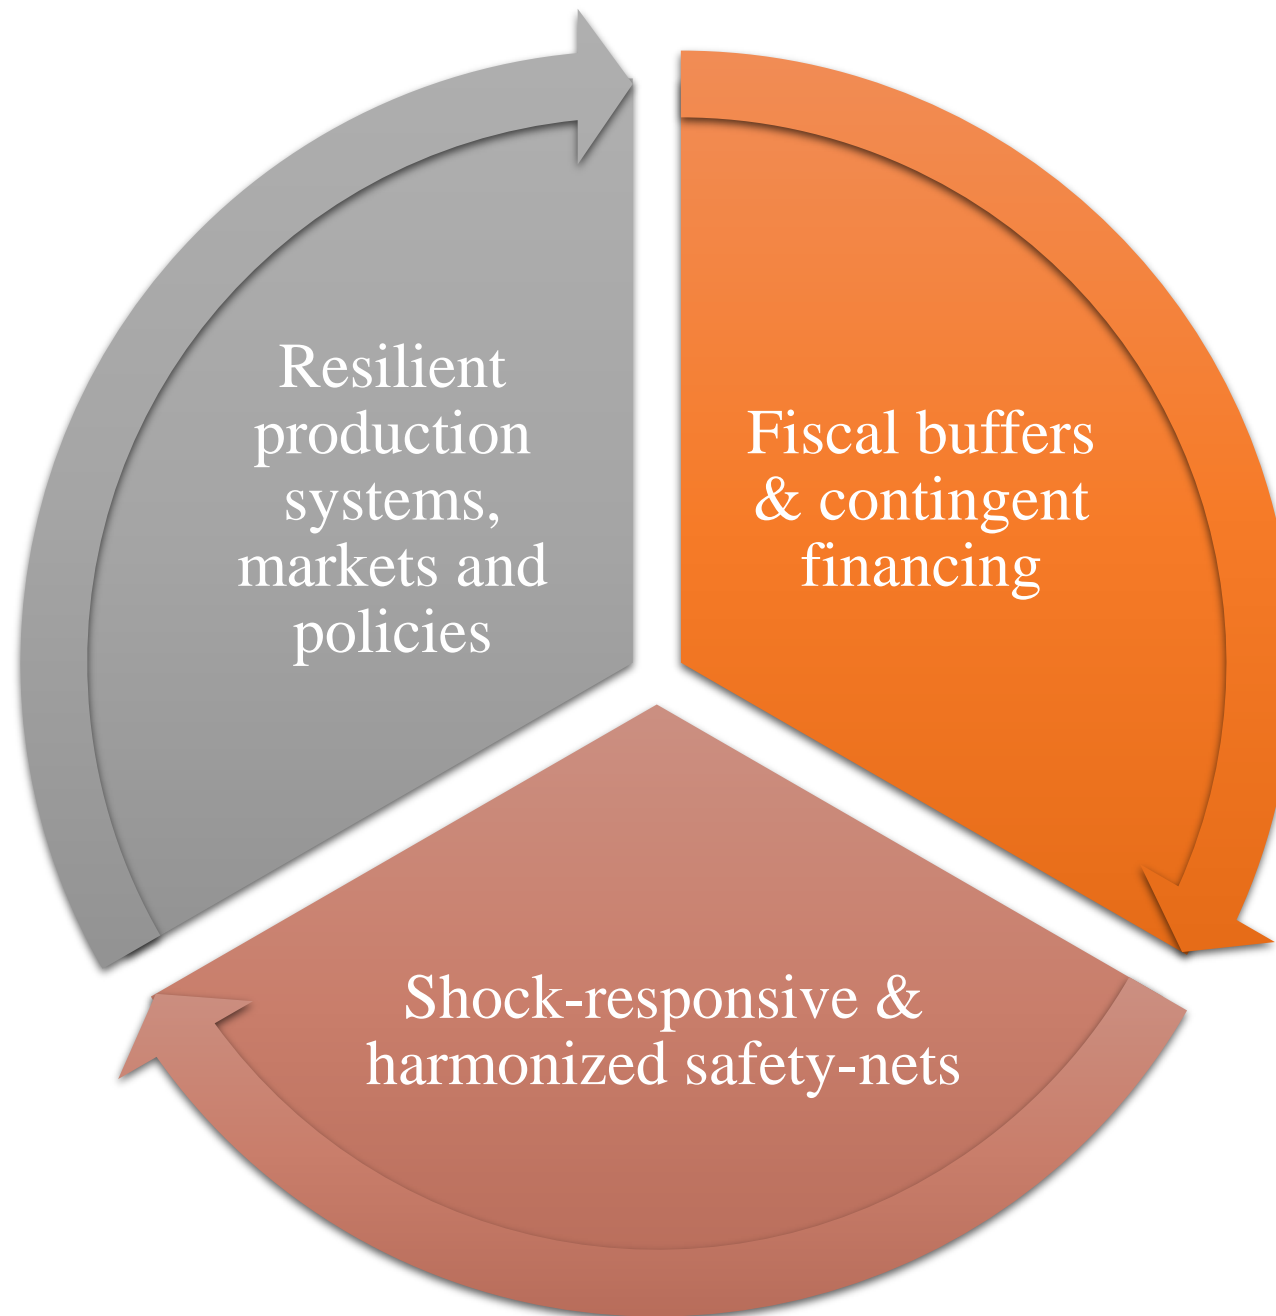 Resilient
production
systems,
markets and
policies
Fiscal buffers
& contingent
financing
Shock-responsive &
harmonized safety-nets